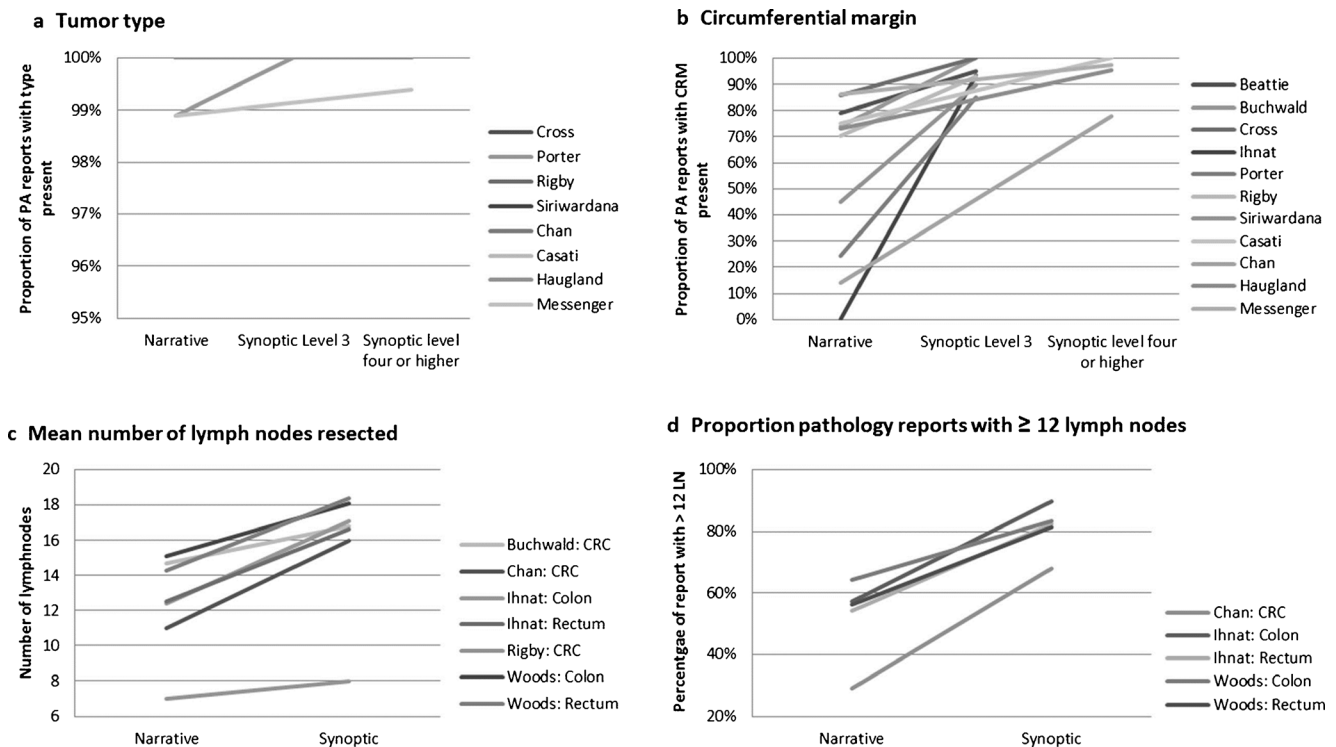 a Tumor type
Proportion of PA reports with type
present
100%
99%
98%
97%
96%
95%
Narrative
Synoptic Level 3
Synoptic level
four or higher
Cross
Porter
Rigby
Siriwardana
Chan
Casati
Haugland
Messenger
b Circumferential margin
Proportion of PA reports with CRM
present
100%
90%
80%
70%
60%
50%
40%
30%
20%
10%
0%
Narrative
Synoptic Level 3
Synoptic level four
or higher
Beattie
Buchwald
Cross
Ihnat
Porter
Rigby
Siriwardana
Casati
Chan
Haugland
Messenger
c Mean number of lymph nodes resected
Number of lymphnodes
20
18
16
14
12
10
8
6
Narrative
Synoptic
Buchwald: CRC
Chan: CRC
Ihnat: Colon
Ihnat: Rectum
Rigby: CRC
Woods: Colon
Woods: Rectum
d Proportion pathology reports with ≥ 12 lymph nodes
Percentgae of report with > 12 LN
100%
80%
60%
40%
20%
Narrative
Synoptic
Chan: CRC
Ihnat: Colon
Ihnat: Rectum
Woods: Colon
Woods: Rectum